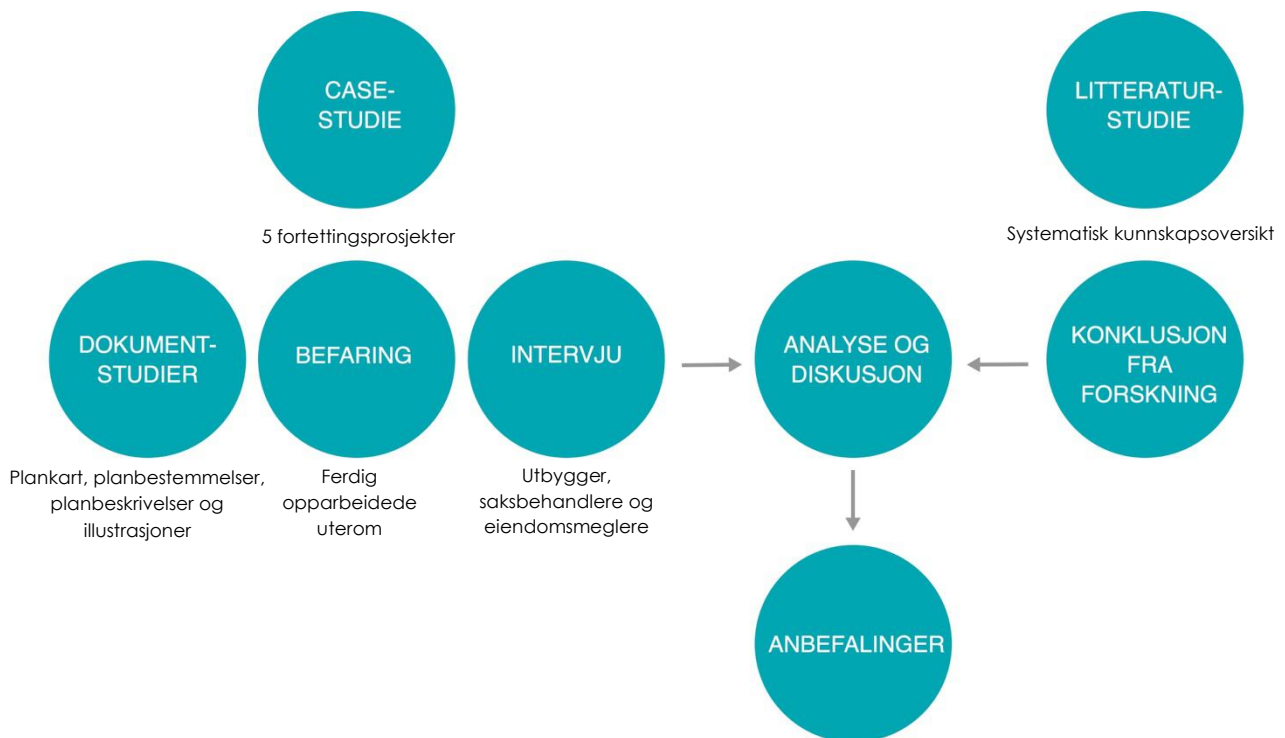 CASE-
STUDIE
5 fortettingsprosjekter
LITTERATUR-
STUDIE
Systematisk kunnskapsoversikt
DOKUMENT-
STUDIER
Plankart, planbestemmelser,
planbeskrivelser og
illustrasjoner
BEFARING
Ferdig
opparbeidede
uterom
INTERVJU
Utbygger,
saksbehandlere og
eiendomsmeglere
ANALYSE OG
DISKUSJON
KONKLUSJON
FRA
FORSKNING
ANBEFALINGER